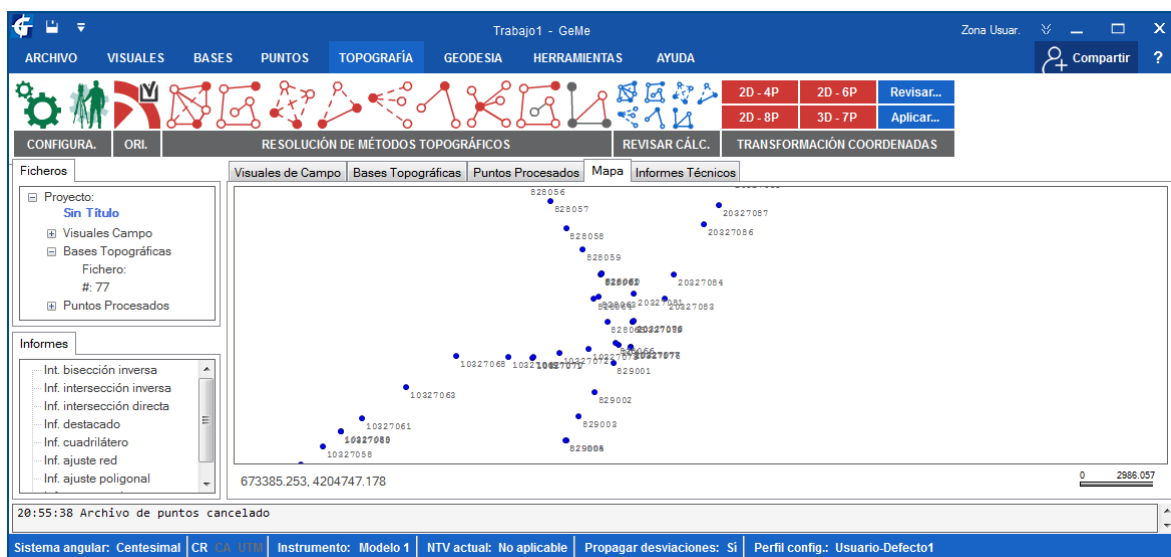 Trabajo1 - GeMe
Zona Usuar.
ARCHIVO VISUALES BASES PUNTOS TOPOGRAFÍA GEODESIA HERRAMIENTAS AYUDA Compartir ?
2D - 4P 2D - 6P Revisar...
2D - 8P 3D - 7P Aplicar...
CONFIGURA. ORI. RESOLUCIÓN DE MÉTODOS TOPOGRÁFICOS REVISAR CÁLC. TRANSFORMACIÓN COORDENADAS
Ficheros
Proyecto:
Sin Título
Visuales Campo
Bases Topográficas
Fichero:
#: 77
Puntos Procesados
Informes
Int. bisección inversa
Inf. intersección inversa
Inf. intersección directa
Inf. destacado
Inf. cuadrilátero
Inf. ajuste red
Inf. ajuste poligonal
Visuales de Campo Bases Topográficas Puntos Procesados Mapa Informes Técnicos
828056
828057
20327087
828058
20327086
828059
20327084
20327081
20327083
10327068
829001
10327063
829002
10327061
829003
10327058
673385.253, 4204747.178
0 2986.057
20:55:38 Archivo de puntos cancelado
Sistema angular: Centesimal CR CA UTM Instrumento: Modelo 1 NTV actual: No aplicable Propagar desviaciones: Sí Perfil config.: Usuario-Defecto1